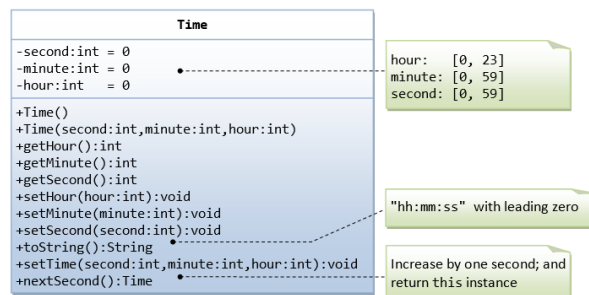 Time
-second:int = 0
-minute:int = 0
-hour:int   = 0
hour:   [0, 23]
minute: [0, 59]
second: [0, 59]
+Time()
+Time(second:int,minute:int,hour:int)
+getHour():int
+getMinute():int
+getSecond():int
+setHour(hour:int):void
+setMinute(minute:int):void
+setSecond(second:int):void
+toString():String
+setTime(second:int,minute:int,hour:int):void
+nextSecond():Time
"hh:mm:ss" with leading zero
Increase by one second; and
return this instance